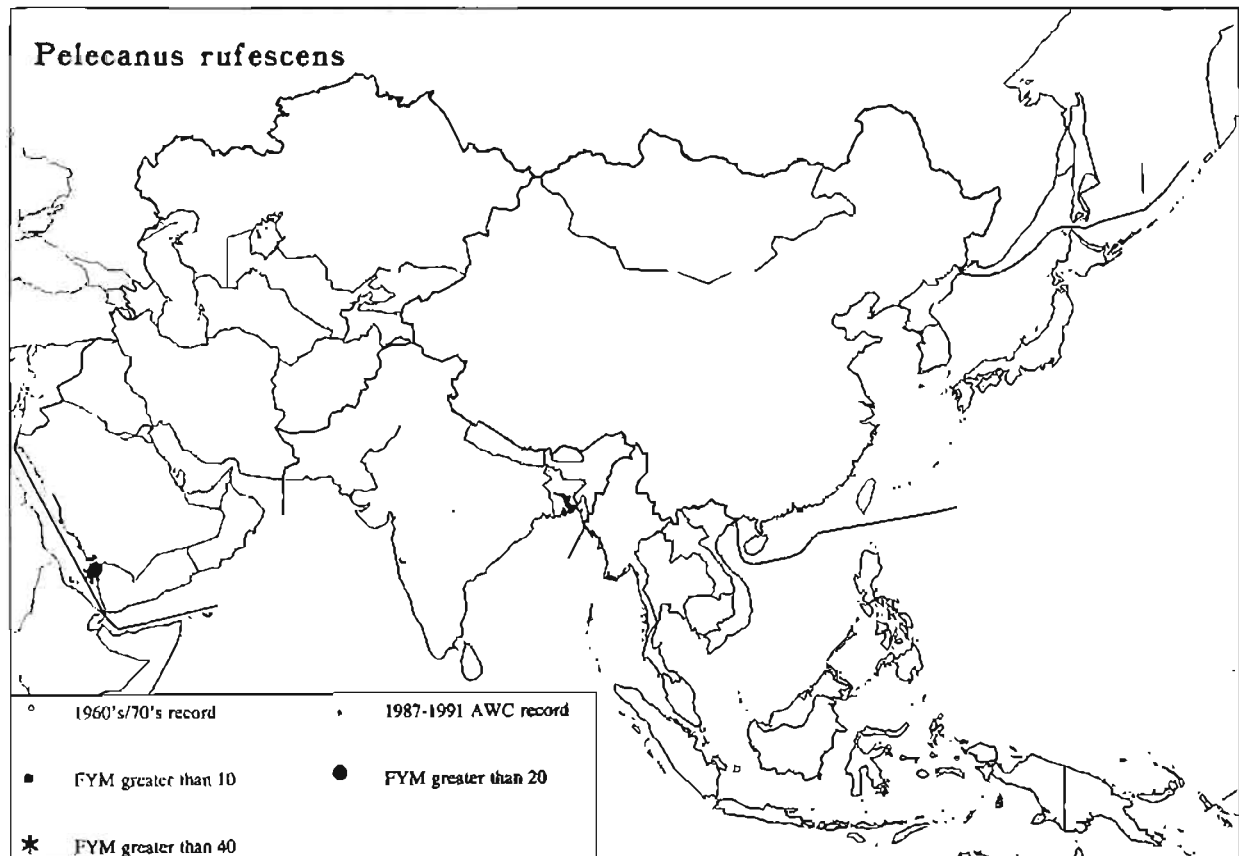 Pelecanus rufescens
1960's/70's record
1987-1991 AWC record
FYM greater than 10
FYM greater than 20
FYM greater than 40